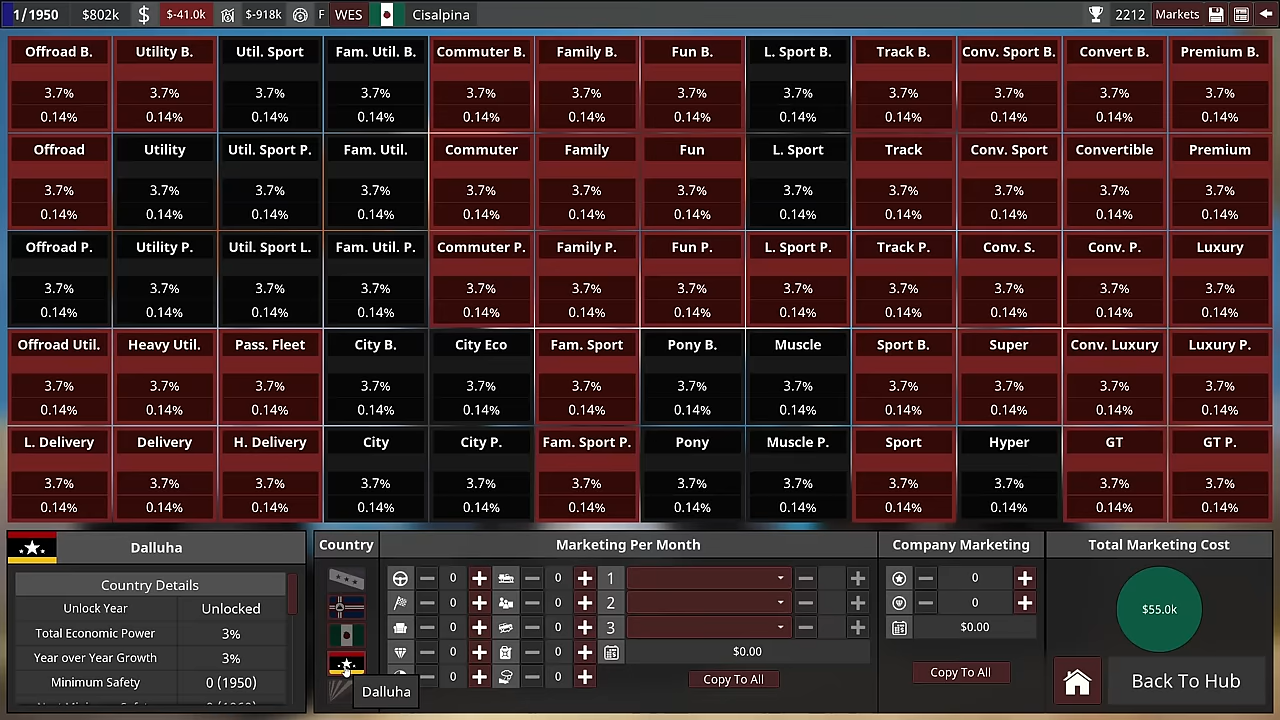 1/1950 $802k $ $-41.0k $-918k F WES Cisalpina 2212 Markets
Offroad B. Utility B. Util. Sport Fam. Util. B. Commuter B. Family B. Fun B. L. Sport B. Track B. Conv. Sport B. Convert B. Premium B.
3.7% 3.7% 3.7% 3.7% 3.7% 3.7% 3.7% 3.7% 3.7% 3.7% 3.7% 3.7%
0.14% 0.14% 0.14% 0.14% 0.14% 0.14% 0.14% 0.14% 0.14% 0.14% 0.14% 0.14%
Offroad Utility Util. Sport P. Fam. Util. Commuter Family Fun L. Sport Track Conv. Sport Convertible Premium
3.7% 3.7% 3.7% 3.7% 3.7% 3.7% 3.7% 3.7% 3.7% 3.7% 3.7% 3.7%
0.14% 0.14% 0.14% 0.14% 0.14% 0.14% 0.14% 0.14% 0.14% 0.14% 0.14% 0.14%
Offroad P. Utility P. Util. Sport L. Fam. Util. P. Commuter P. Family P. Fun P. L. Sport P. Track P. Conv. S. Conv. P. Luxury
3.7% 3.7% 3.7% 3.7% 3.7% 3.7% 3.7% 3.7% 3.7% 3.7% 3.7% 3.7%
0.14% 0.14% 0.14% 0.14% 0.14% 0.14% 0.14% 0.14% 0.14% 0.14% 0.14% 0.14%
Offroad Util. Heavy Util. Pass. Fleet City B. City Eco Fam. Sport Pony B. Muscle Sport B. Super Conv. Luxury Luxury P.
3.7% 3.7% 3.7% 3.7% 3.7% 3.7% 3.7% 3.7% 3.7% 3.7% 3.7% 3.7%
0.14% 0.14% 0.14% 0.14% 0.14% 0.14% 0.14% 0.14% 0.14% 0.14% 0.14% 0.14%
L. Delivery Delivery H. Delivery City City P. Fam. Sport P. Pony Muscle P. Sport Hyper GT GT P.
3.7% 3.7% 3.7% 3.7% 3.7% 3.7% 3.7% 3.7% 3.7% 3.7% 3.7% 3.7%
0.14% 0.14% 0.14% 0.14% 0.14% 0.14% 0.14% 0.14% 0.14% 0.14% 0.14% 0.14%
Dalluha
Country Details
Unlock Year Unlocked
Total Economic Power 3%
Year over Year Growth 3%
Minimum Safety 0 (1950)
Country
Dalluha
Marketing Per Month
0 0 1
0 0 2
0 0 3
0 0 $0.00
0 0 Copy To All
Company Marketing
0
0
$0.00
Copy To All
Total Marketing Cost
$55.0k
Back To Hub